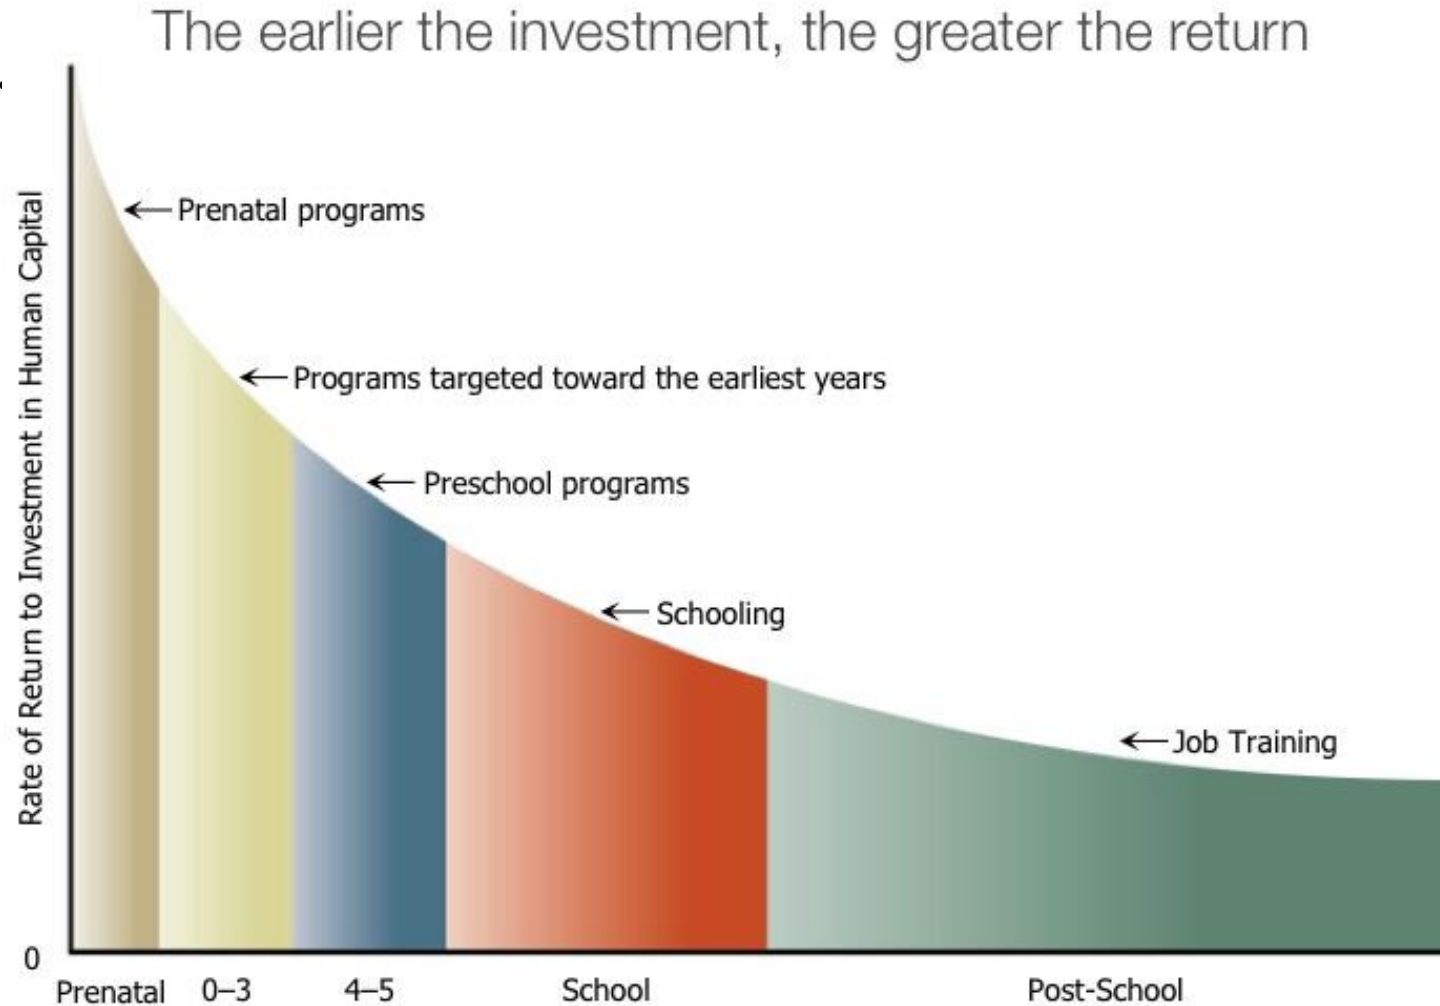 The earlier the investment, the greater the return
Rate of Return to Investment in Human Capital
Prenatal programs
Programs targeted toward the earliest years
Preschool programs
Schooling
Job Training
0
Prenatal
0–3
4–5
School
Post-School